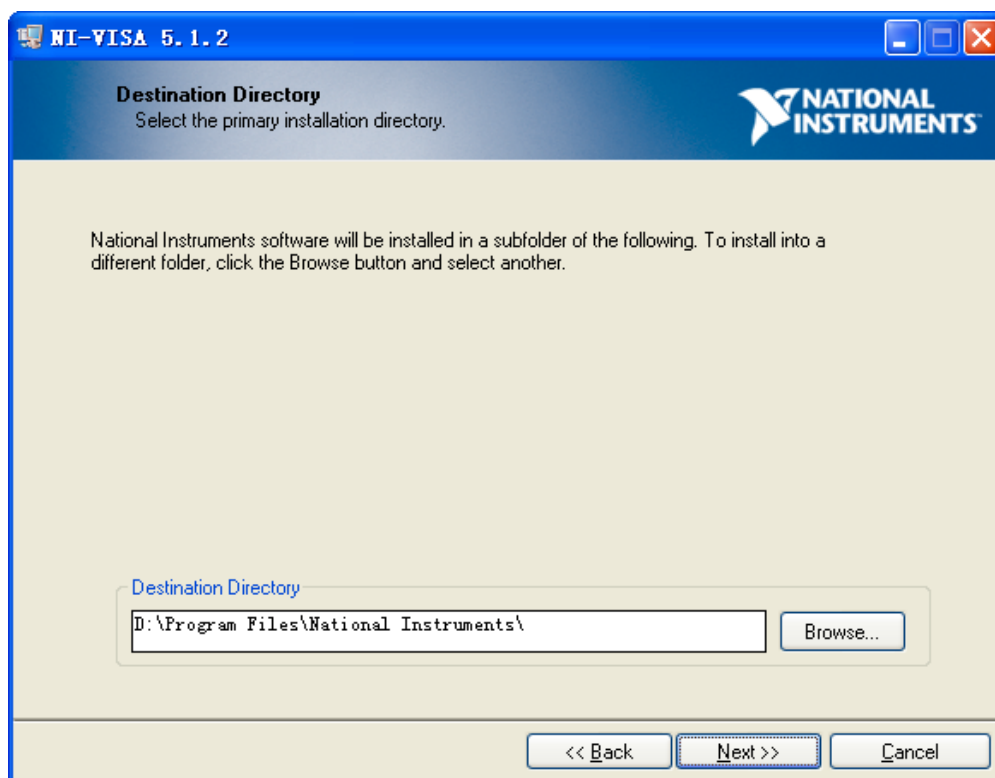 NI-VISA 5.1.2
Destination Directory
Select the primary installation directory.
NATIONAL
INSTRUMENTS
National Instruments software will be installed in a subfolder of the following. To install into a
different folder, click the Browse button and select another.
Destination Directory
D:\Program Files\National Instruments\
Browse...
<< Back
Next >>
Cancel